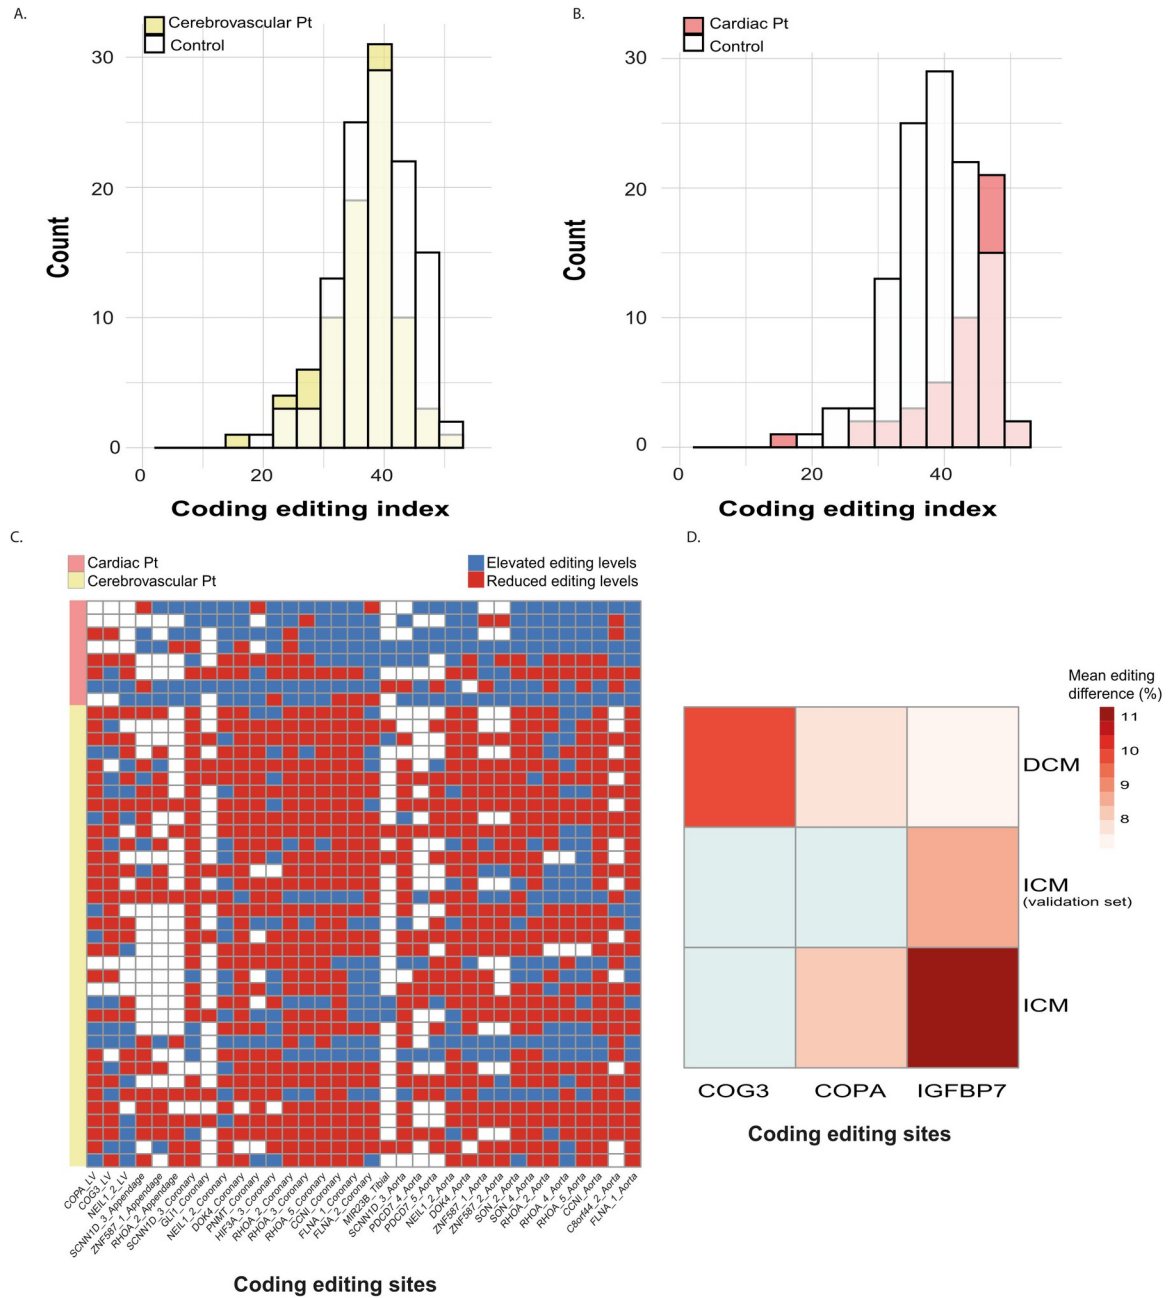 A.
Cerebrovascular Pt
Control
30
20
10
0
Count
0 20 40
Coding editing index
B.
Cardiac Pt
Control
30
20
10
0
Count
0 20 40
Coding editing index
C.
Cardiac Pt
Cerebrovascular Pt
Elevated editing levels
Reduced editing levels
COPA_LV
COG3_LV
NEIL1_2_LV
SCNN1D_3_Appendage
ZNF587_1_Appendage
RHOA_2_Appendage
SCNN1D_3_Coronary
GLI1_Coronary
NEIL1_2_Coronary
DOK4_Coronary
PNMT_Coronary
HIF3A_3_Coronary
RHOA_2_Coronary
RHOA_3_Coronary
RHOA_5_Coronary
CCNI_Coronary
FLNA_1_Coronary
FLNA_2_Coronary
MIR23B_Tibial
SCNN1D_3_Aorta
PDCD7_4_Aorta
PDCD7_5_Aorta
NEIL1_2_Aorta
DOK4_Aorta
ZNF587_1_Aorta
ZNF587_2_Aorta
SON_2_Aorta
SON_4_Aorta
RHOA_2_Aorta
RHOA_4_Aorta
RHOA_5_Aorta
CCNI_Aorta
C8orf44_2_Aorta
FLNA_1_Aorta
Coding editing sites
D.
Mean editing
difference (%)
11
10
9
8
DCM
ICM
(validation set)
ICM
COG3 COPA IGFBP7
Coding editing sites